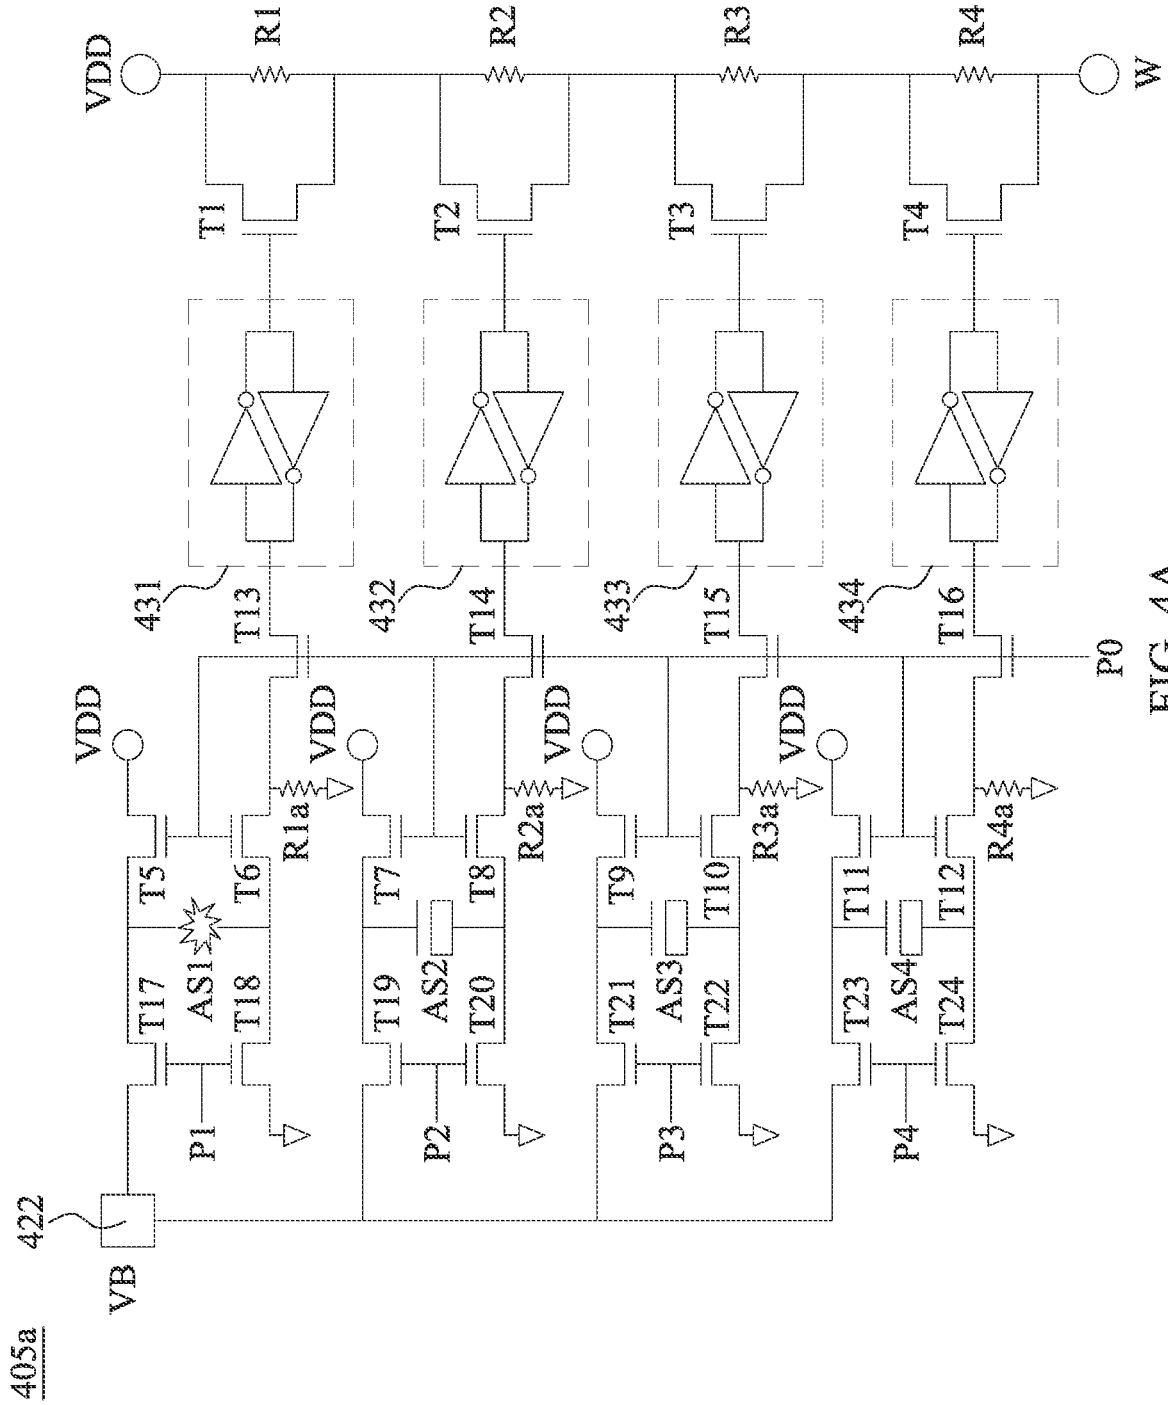 405a
422
VB
VDD
VDD
VDD
VDD
VDD
P1
P2
P3
P4
P0
T17
T18
AS1
T5
T6
R1a
T13
431
T1
R1
T19
T20
AS2
T7
T8
R2a
T14
432
T2
R2
T21
T22
AS3
T9
T10
R3a
T15
433
T3
R3
T23
T24
AS4
T11
T12
R4a
T16
434
T4
R4
W
FIG. 4A